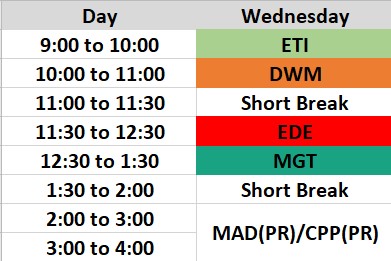 Day Wednesday
9:00 to 10:00 ETI
10:00 to 11:00 DWM
11:00 to 11:30 Short Break
11:30 to 12:30 EDE
12:30 to 1:30 MGT
1:30 to 2:00 Short Break
2:00 to 3:00
MAD(PR)/CPP(PR)
3:00 to 4:00